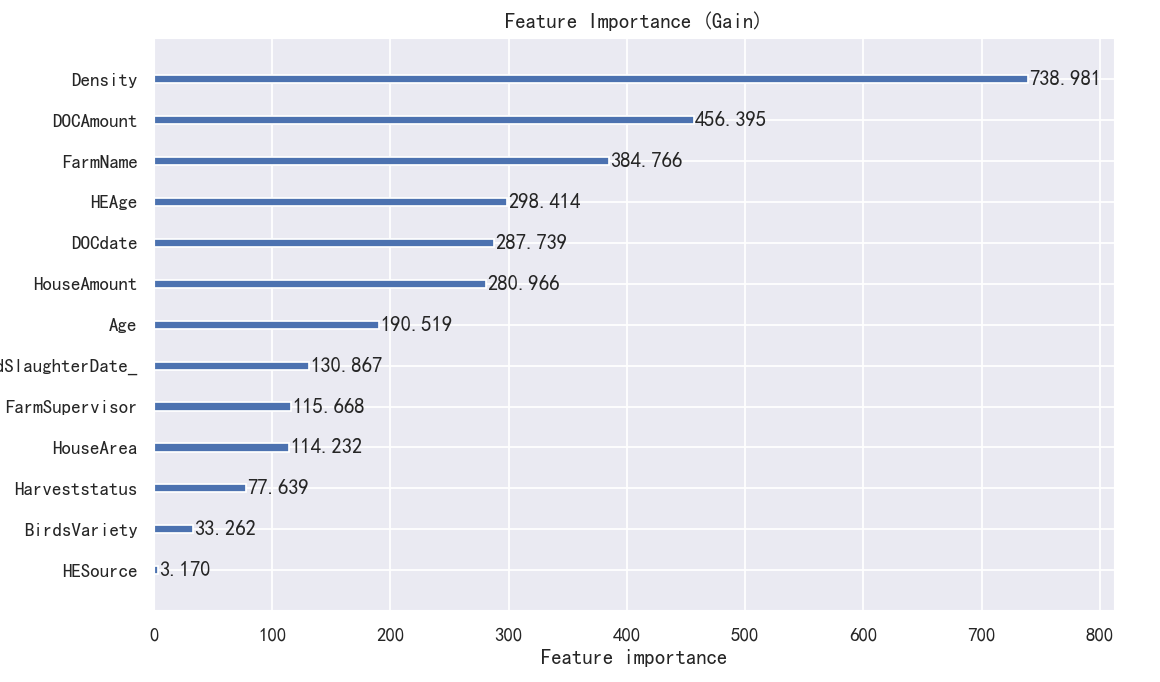 Feature Importance (Gain)
Density 738.981
DOCAmount 456.395
FarmName 384.766
HEAge 298.414
DOCdate 287.739
HouseAmount 280.966
Age 190.519
dSlaughterDate_ 130.867
FarmSupervisor 115.668
HouseArea 114.232
Harveststatus 77.639
BirdsVariety 33.262
HESource 3.170
0 100 200 300 400 500 600 700 800
Feature importance